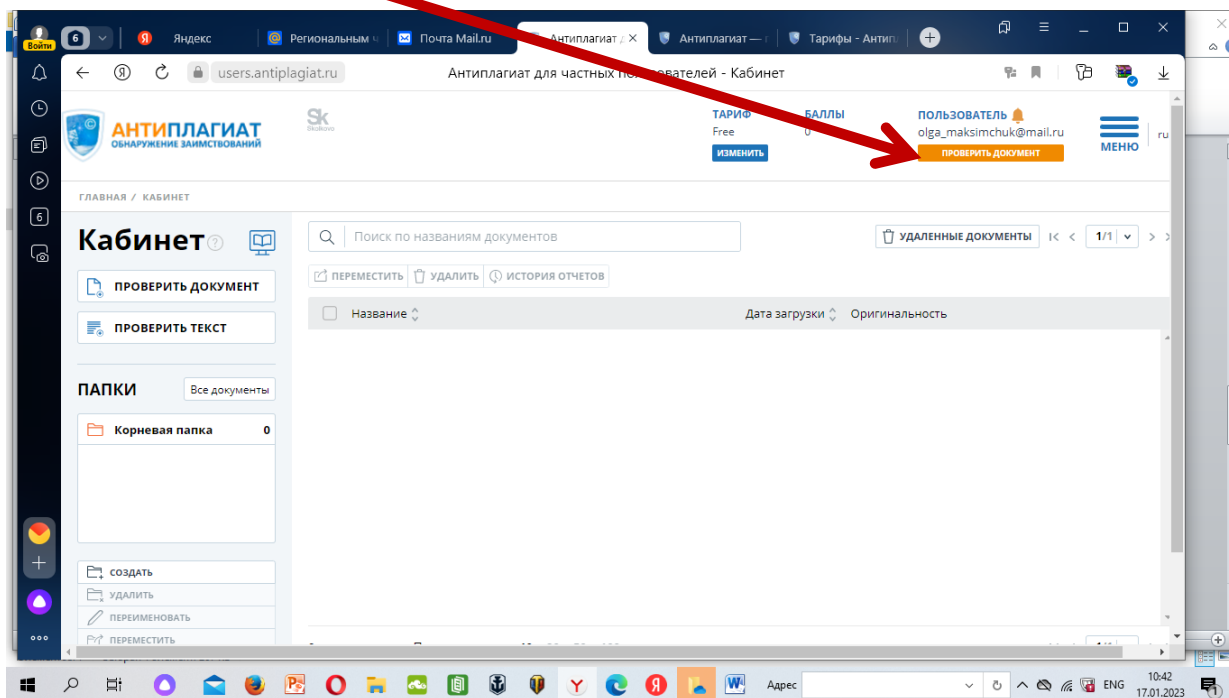 Войти
6
Яндекс
Региональным ч
Почта Mail.ru
Антиплагиат д
Антиплагиат — г
Тарифы - Антипл
users.antiplagiat.ru
Антиплагиат для частных пользователей - Кабинет
АНТИПЛАГИАТ
ОБНАРУЖЕНИЕ ЗАИМСТВОВАНИЙ
Sk
Skolkovo
ТАРИФ
Free
ИЗМЕНИТЬ
БАЛЛЫ
0
ПОЛЬЗОВАТЕЛЬ
olga_maksimchuk@mail.ru
ПРОВЕРИТЬ ДОКУМЕНТ
МЕНЮ
ru
ГЛАВНАЯ / КАБИНЕТ
Кабинет
Поиск по названиям документов
УДАЛЕННЫЕ ДОКУМЕНТЫ
1/1
ПЕРЕМЕСТИТЬ
УДАЛИТЬ
ИСТОРИЯ ОТЧЕТОВ
ПРОВЕРИТЬ ДОКУМЕНТ
ПРОВЕРИТЬ ТЕКСТ
Название
Дата загрузки
Оригинальность
ПАПКИ
Все документы
Корневая папка 0
6
СОЗДАТЬ
УДАЛИТЬ
ПЕРЕИМЕНОВАТЬ
ПЕРЕМЕСТИТЬ
Адрес
ENG
10:42
17.01.2023